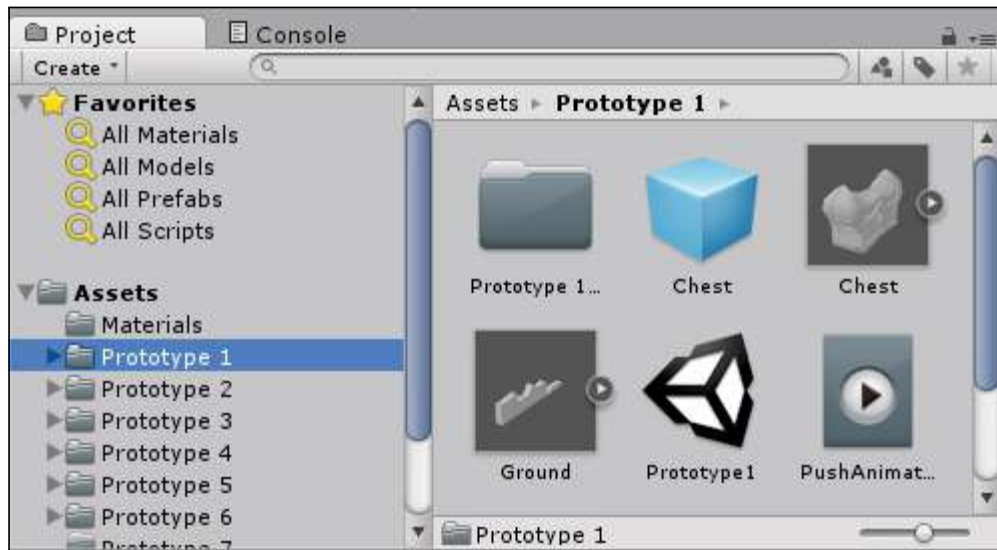 Project
Console
Create
Favorites
All Materials
All Models
All Prefabs
All Scripts
Assets
Materials
Prototype 1
Prototype 2
Prototype 3
Prototype 4
Prototype 5
Prototype 6
Prototype 7
Assets Prototype 1
Prototype 1...
Chest
Chest
Ground
Prototype1
PushAnimat...
Prototype 1